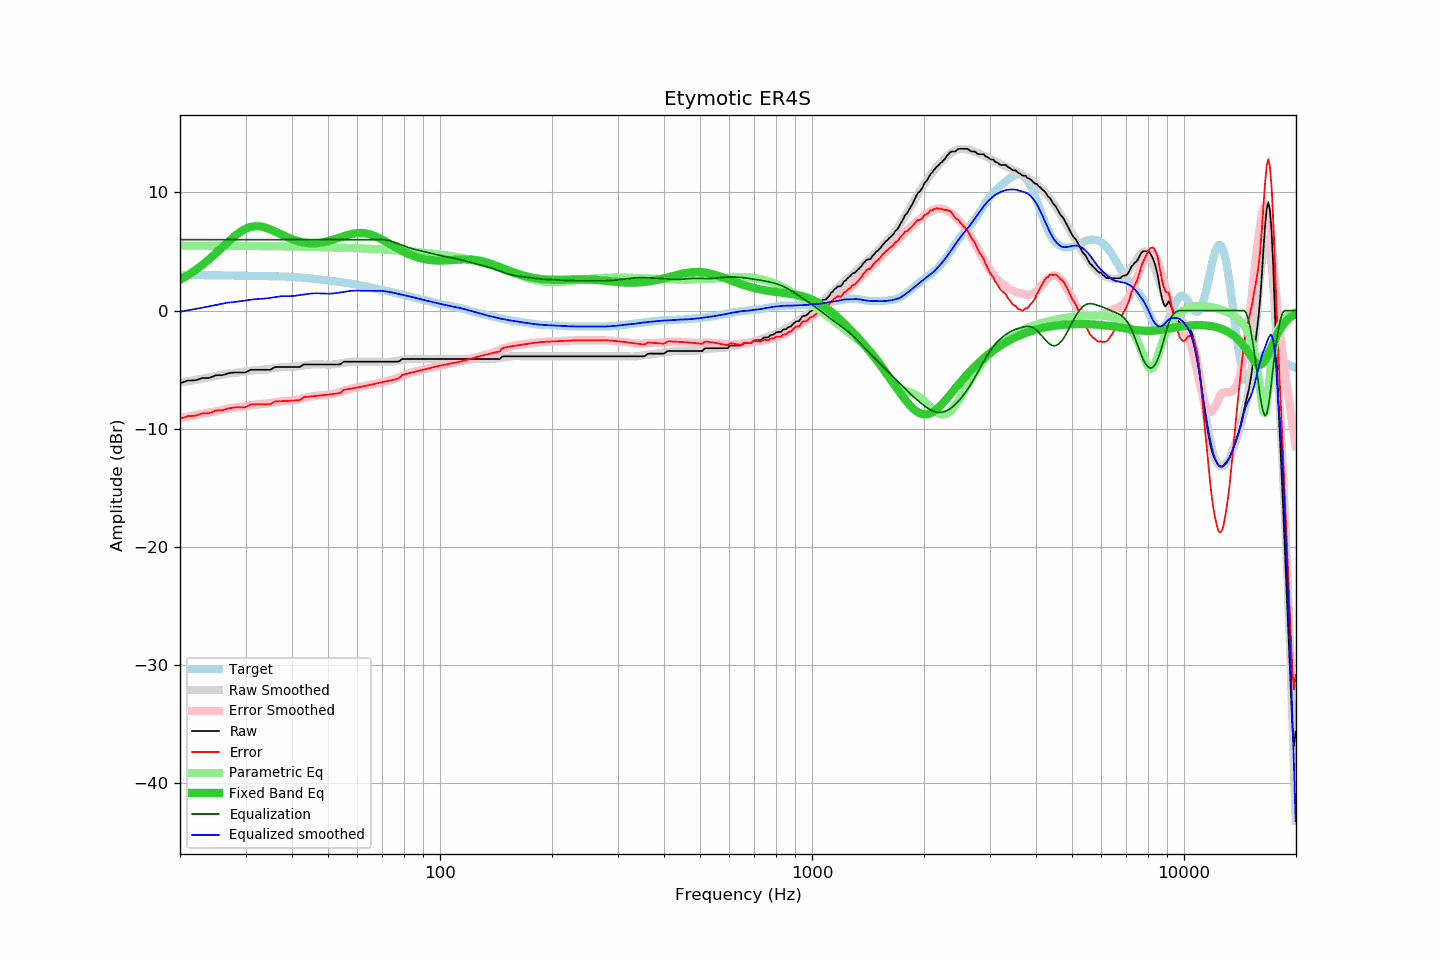 Etymotic ER4S
Amplitude (dBr)
10
0
−10
−20
−30
−40
Target
Raw Smoothed
Error Smoothed
Raw
Error
Parametric Eq
Fixed Band Eq
Equalization
Equalized smoothed
100
1000
10000
Frequency (Hz)